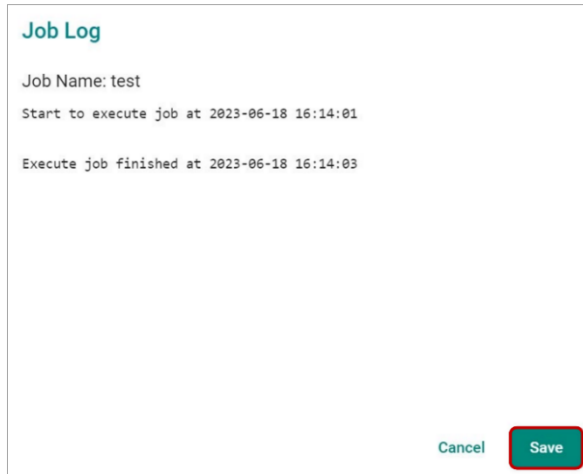 Job Log
Job Name: test
Start to execute job at 2023-06-18 16:14:01
Execute job finished at 2023-06-18 16:14:03
Cancel Save